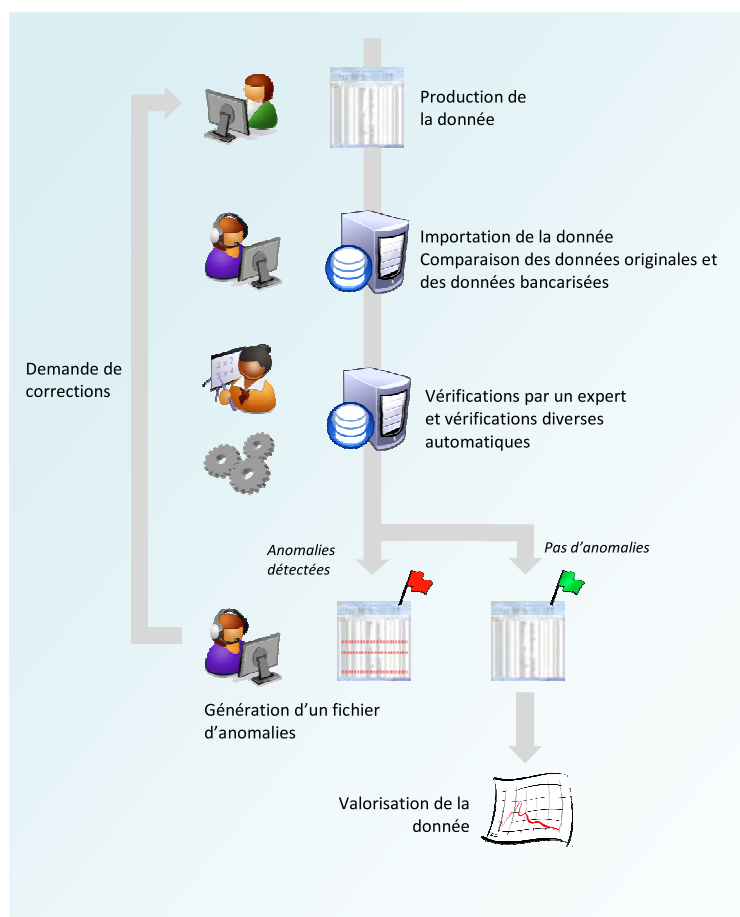 Production de
la donnée
Importation de la donnée
Comparaison des données originales et
des données bancarisées
Demande de
corrections
Vérifications par un expert
et vérifications diverses
automatiques
Anomalies
détectées
Pas d’anomalies
Génération d’un fichier
d’anomalies
Valorisation de la
donnée